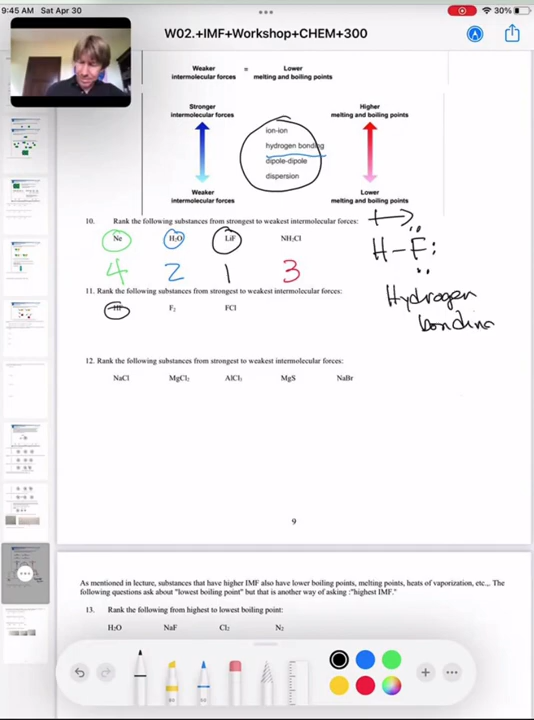 9:45 AM Sat Apr 30
30%
W02.+IMF+Workshop+CHEM+300
Weaker = Lower
intermolecular forces melting and boiling points
Stronger Higher
intermolecular forces melting and boiling points
ion-ion
hydrogen bonding
dipole-dipole
dispersion
Weaker Lower
intermolecular forces melting and boiling points
10. Rank the following substances from strongest to weakest intermolecular forces:
Ne H₂O LiF NH₂Cl
4 2 1 3
H–F:
Hydrogen
bonding
11. Rank the following substances from strongest to weakest intermolecular forces:
HF F₂ FCl
12. Rank the following substances from strongest to weakest intermolecular forces:
NaCl MgCl₂ AlCl₃ MgS NaBr
9
As mentioned in lecture, substances that have higher IMF also have lower boiling points, melting points, heats of vaporization, etc.,. The
following questions ask about "lowest boiling point" but that is another way of asking :"highest IMF."
13. Rank the following from highest to lowest boiling point:
H₂O NaF Cl₂ N₂